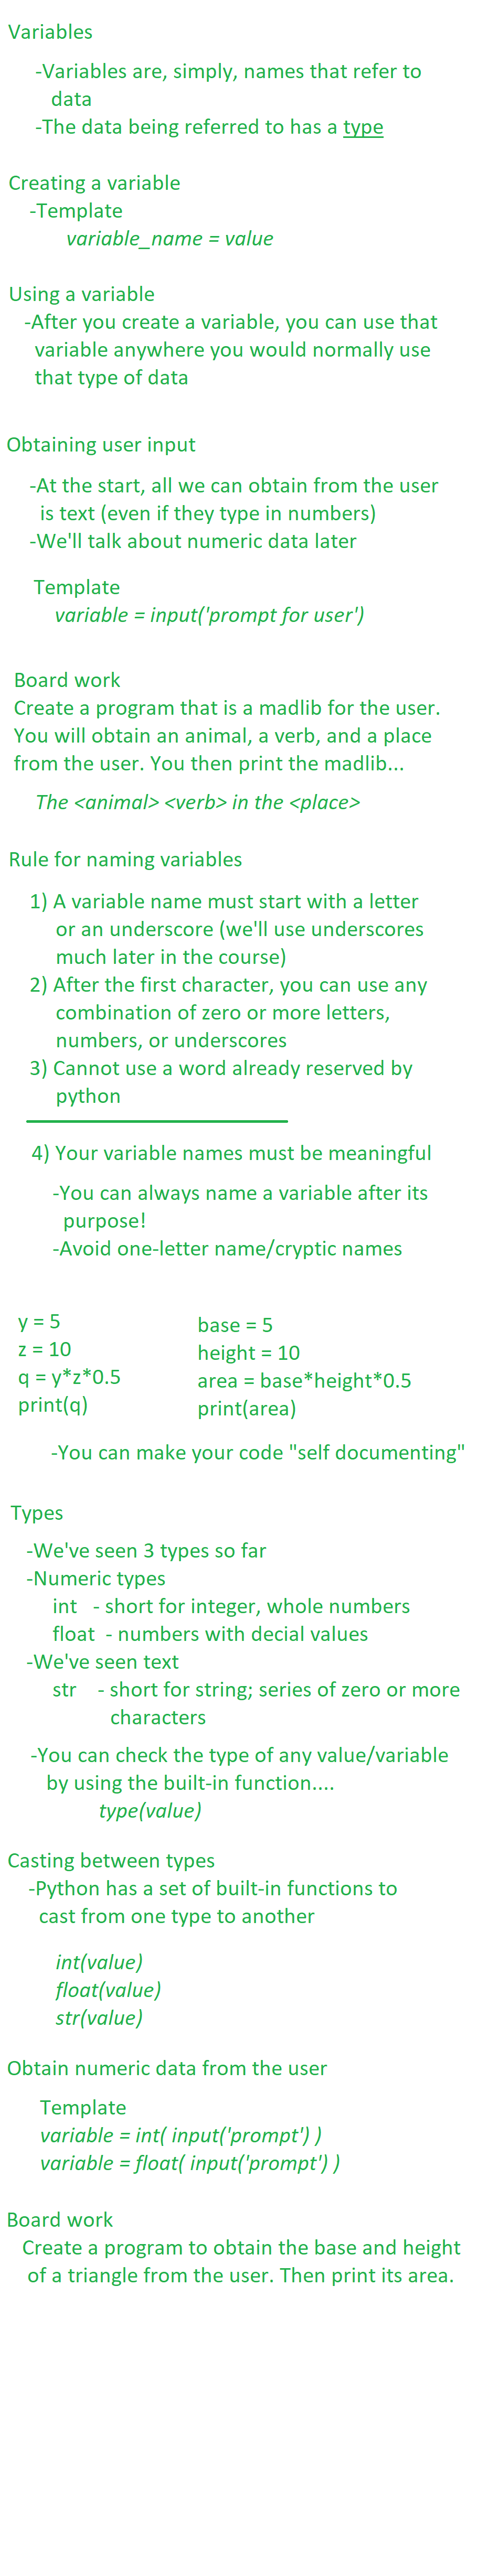 Variables
-Variables are, simply, names that refer to
data
-The data being referred to has a type
Creating a variable
-Template
variable_name = value
Using a variable
-After you create a variable, you can use that
variable anywhere you would normally use
that type of data
Obtaining user input
-At the start, all we can obtain from the user
is text (even if they type in numbers)
-We'll talk about numeric data later
Template
variable = input('prompt for user')
Board work
Create a program that is a madlib for the user.
You will obtain an animal, a verb, and a place
from the user. You then print the madlib...
The <animal> <verb> in the <place>
Rule for naming variables
1) A variable name must start with a letter
or an underscore (we'll use underscores
much later in the course)
2) After the first character, you can use any
combination of zero or more letters,
numbers, or underscores
3) Cannot use a word already reserved by
python
4) Your variable names must be meaningful
-You can always name a variable after its
purpose!
-Avoid one-letter name/cryptic names
y = 5
z = 10
q = y*z*0.5
print(q)
base = 5
height = 10
area = base*height*0.5
print(area)
-You can make your code "self documenting"
Types
-We've seen 3 types so far
-Numeric types
int - short for integer, whole numbers
float - numbers with decial values
-We've seen text
str - short for string; series of zero or more
characters
-You can check the type of any value/variable
by using the built-in function....
type(value)
Casting between types
-Python has a set of built-in functions to
cast from one type to another
int(value)
float(value)
str(value)
Obtain numeric data from the user
Template
variable = int( input('prompt') )
variable = float( input('prompt') )
Board work
Create a program to obtain the base and height
of a triangle from the user. Then print its area.